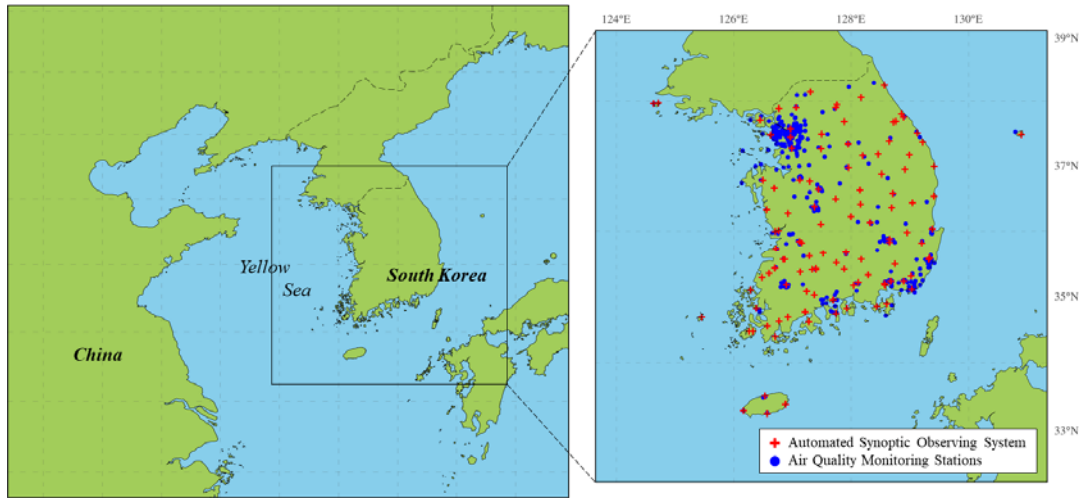 Yellow
Sea
South Korea
China
124°E 126°E 128°E 130°E
39°N
37°N
35°N
33°N
Automated Synoptic Observing System
Air Quality Monitoring Stations